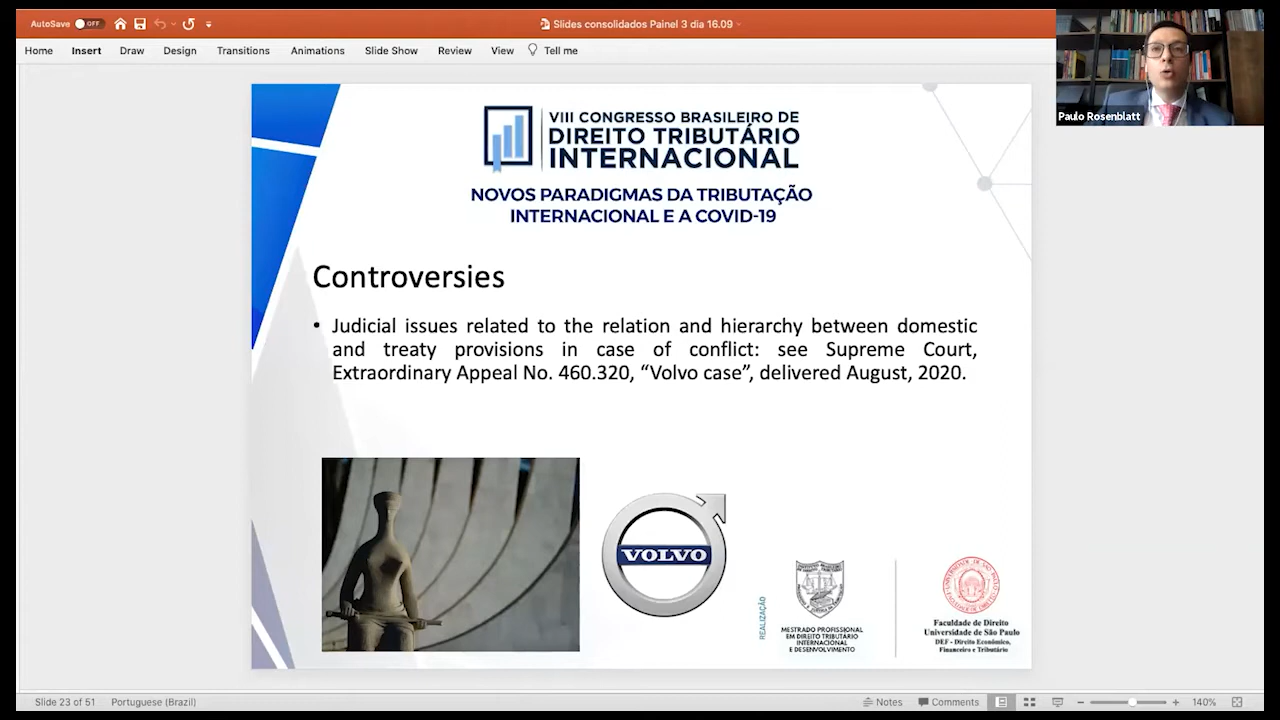 AutoSave OFF
Slides consolidados Painel 3 dia 16.09
Home Insert Draw Design Transitions Animations Slide Show Review View Tell me
Paulo Rosenblatt
VIII CONGRESSO BRASILEIRO DE
DIREITO TRIBUTÁRIO
INTERNACIONAL
NOVOS PARADIGMAS DA TRIBUTAÇÃO
INTERNACIONAL E A COVID-19
Controversies
• Judicial issues related to the relation and hierarchy between domestic
and treaty provisions in case of conflict: see Supreme Court,
Extraordinary Appeal No. 460.320, “Volvo case”, delivered August, 2020.
VOLVO
REALIZAÇÃO
MESTRADO PROFISSIONAL
EM DIREITO TRIBUTÁRIO
INTERNACIONAL
E DESENVOLVIMENTO
Faculdade de Direito
Universidade de São Paulo
DEF - Direito Econômico,
Financeiro e Tributário
Slide 23 of 51 Portuguese (Brazil)
Notes Comments 140%